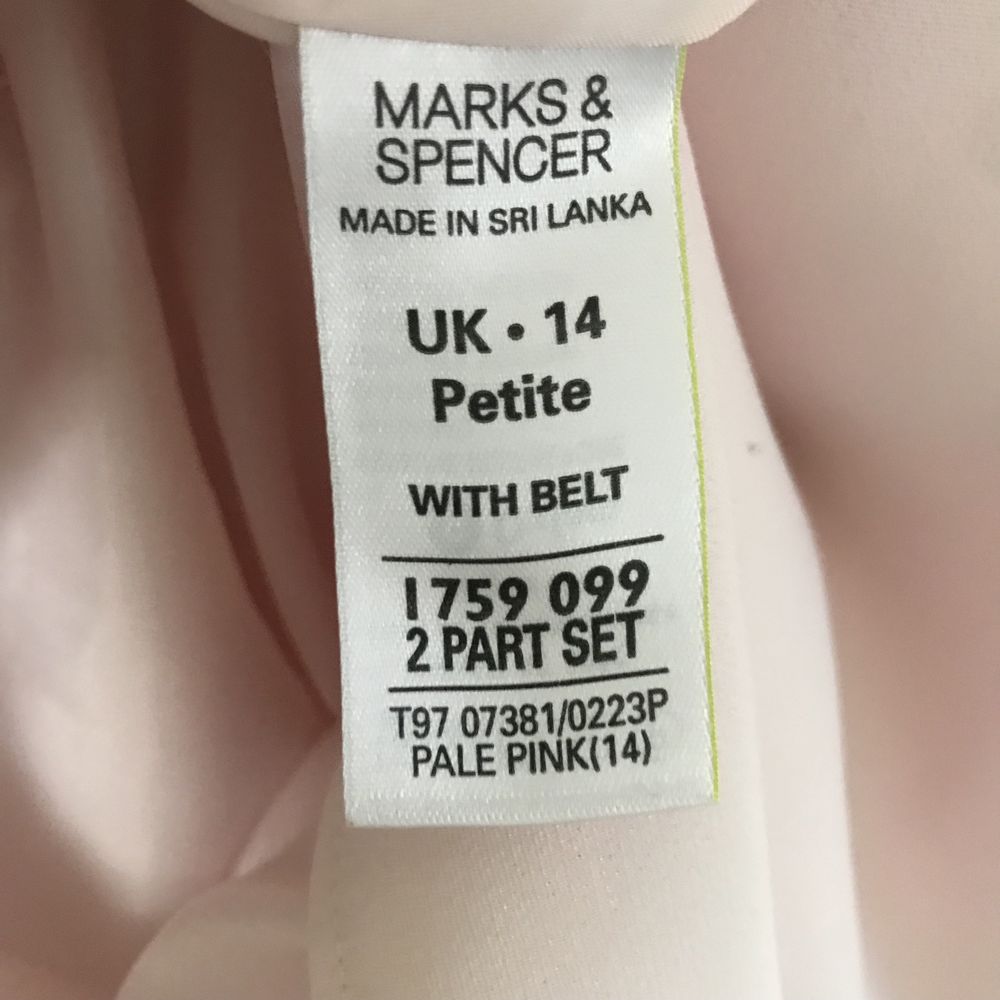 MARKS &
SPENCER
MADE IN SRI LANKA
UK • 14
Petite
WITH BELT
1759 099
2 PART SET
T97 07381/0223P
PALE PINK(14)